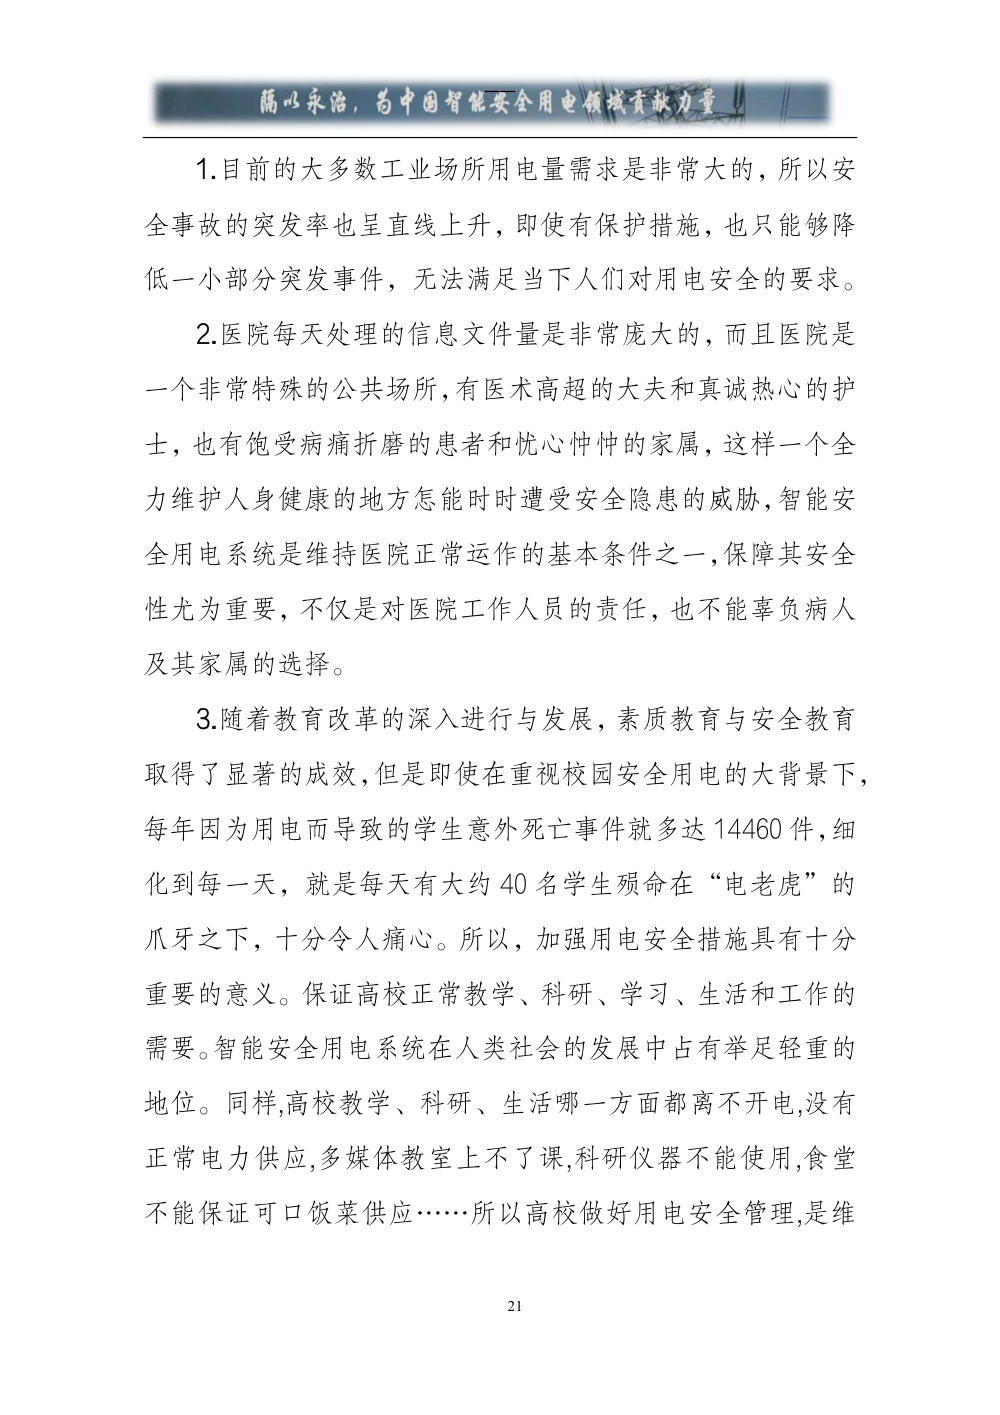 隔以永治，为中国智能安全用电领域贡献力量
1.目前的大多数工业场所用电量需求是非常大的，所以安
全事故的突发率也呈直线上升，即使有保护措施，也只能够降
低一小部分突发事件，无法满足当下人们对用电安全的要求。
2.医院每天处理的信息文件量是非常庞大的，而且医院是
一个非常特殊的公共场所,有医术高超的大夫和真诚热心的护
士，也有饱受病痛折磨的患者和忧心忡忡的家属，这样一个全
力维护人身健康的地方怎能时时遭受安全隐患的威胁,智能安
全用电系统是维持医院正常运作的基本条件之一,保障其安全
性尤为重要，不仅是对医院工作人员的责任，也不能辜负病人
及其家属的选择。
3.随着教育改革的深入进行与发展，素质教育与安全教育
取得了显著的成效,但是即使在重视校园安全用电的大背景下,
每年因为用电而导致的学生意外死亡事件就多达 14460 件,细
化到每一天，就是每天有大约 40 名学生殒命在“电老虎”的
爪牙之下，十分令人痛心。所以，加强用电安全措施具有十分
重要的意义。保证高校正常教学、科研、学习、生活和工作的
需要。智能安全用电系统在人类社会的发展中占有举足轻重的
地位。同样,高校教学、科研、生活哪一方面都离不开电,没有
正常电力供应,多媒体教室上不了课,科研仪器不能使用,食堂
不能保证可口饭菜供应……所以高校做好用电安全管理,是维
21